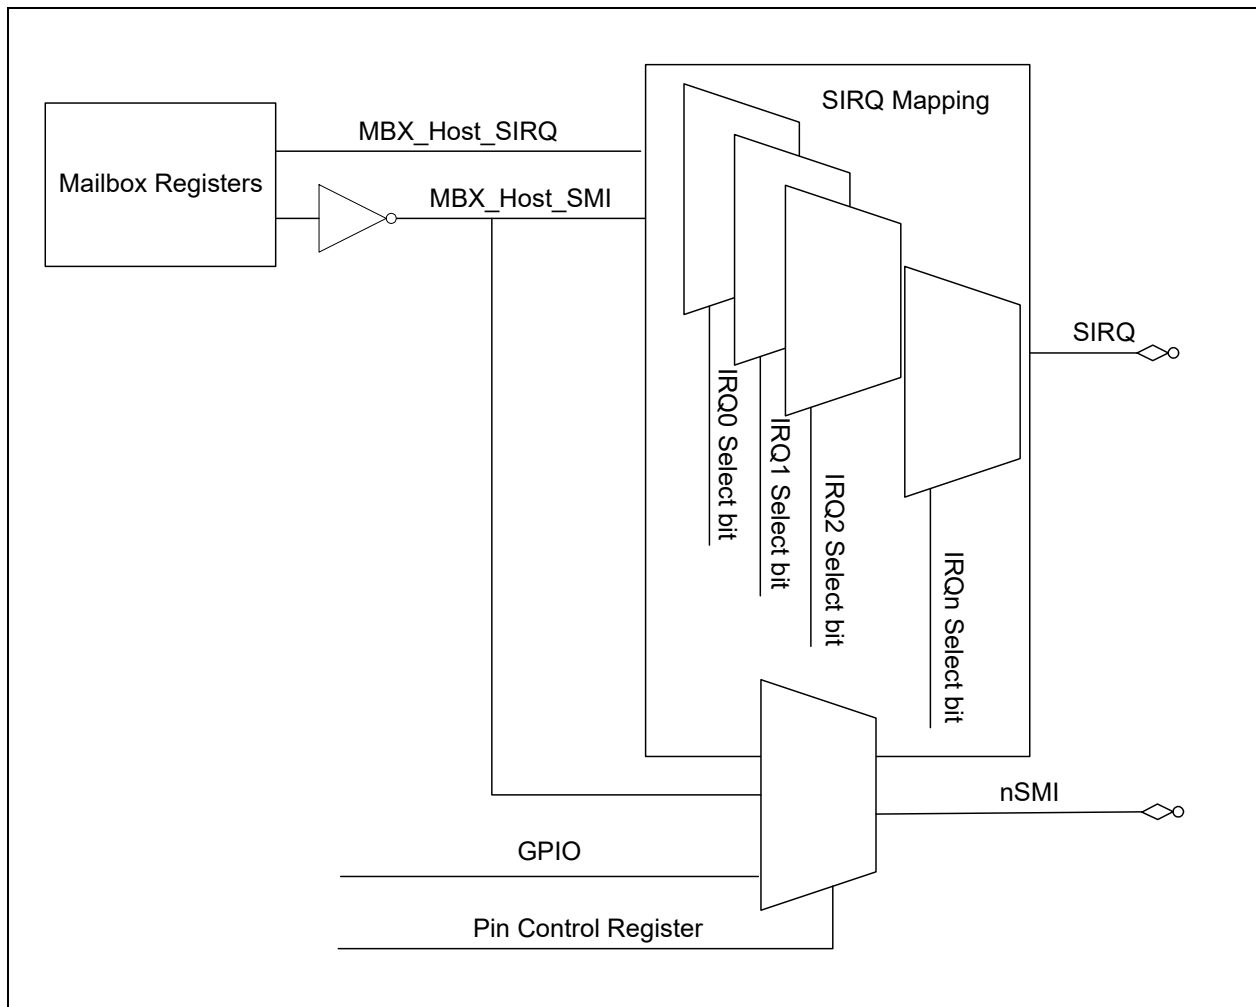 SIRQ Mapping
MBX_Host_SIRQ
Mailbox Registers
MBX_Host_SMI
SIRQ
IRQ0 Select bit
IRQ1 Select bit
IRQ2 Select bit
IRQn Select bit
nSMI
GPIO
Pin Control Register